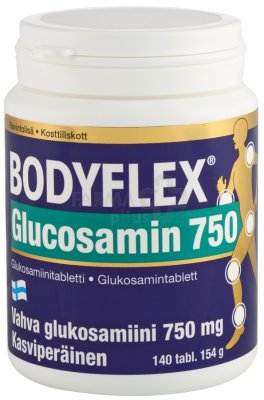 Ravintolisä • Kosttillskott
BODYFLEX®
Glucosamin 750
Glukosamiinitabletti • Glukosamintablett
Vahva glukosamiini 750 mg
Kasviperäinen
140 tabl. 154 g